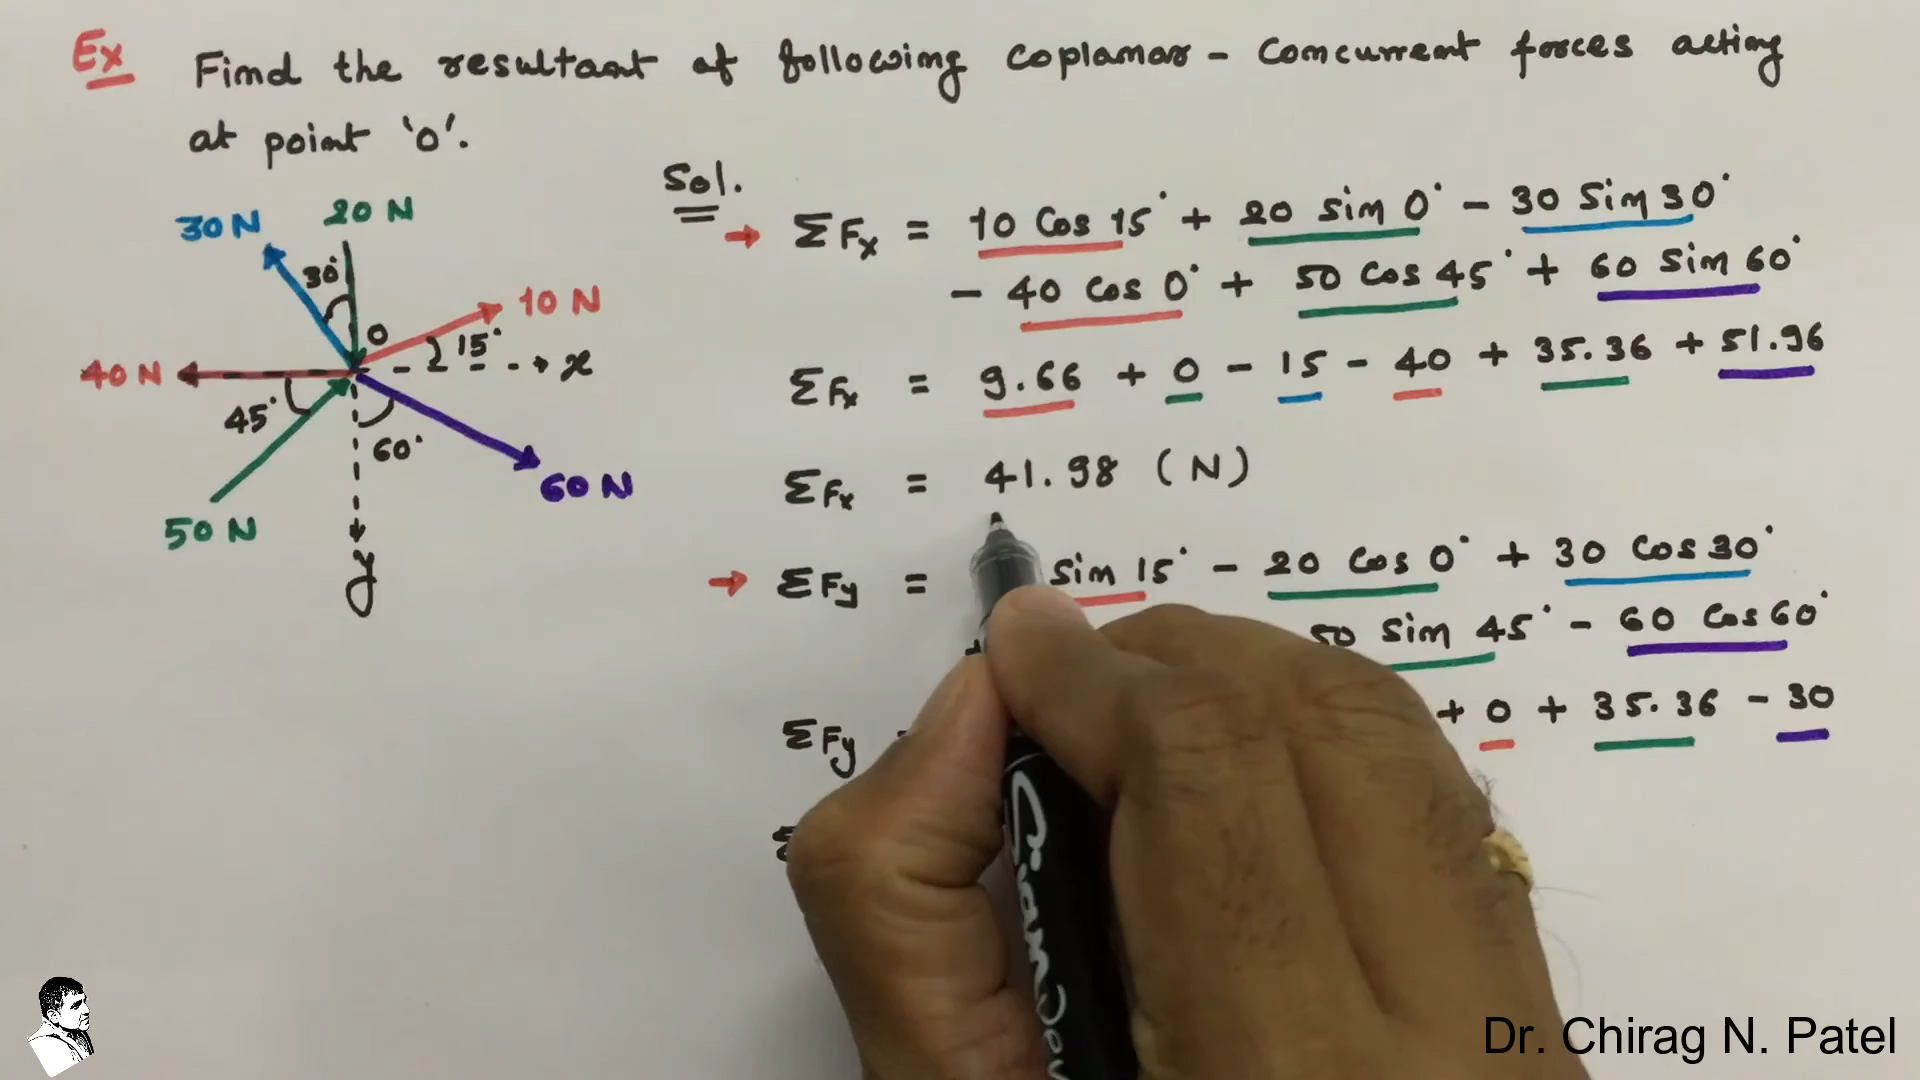 Ex Find the resultant of following coplanar - concurrent forces acting
at point 'O'.
Sol.
→ ΣFx = 10 Cos 15° + 20 Sin 0° - 30 Sin 30°
- 40 Cos 0° + 50 Cos 45° + 60 Sin 60°
ΣFx = 9.66 + 0 - 15 - 40 + 35.36 + 51.96
ΣFx = 41.98 (N)
→ ΣFy = Sin 15° - 20 Cos 0° + 30 Cos 30°
50 Sin 45° - 60 Cos 60°
ΣFy + 0 + 35.36 - 30
30 N
20 N
30°
10 N
O
15°
x
40 N
45°
60°
60 N
50 N
y
Dr. Chirag N. Patel